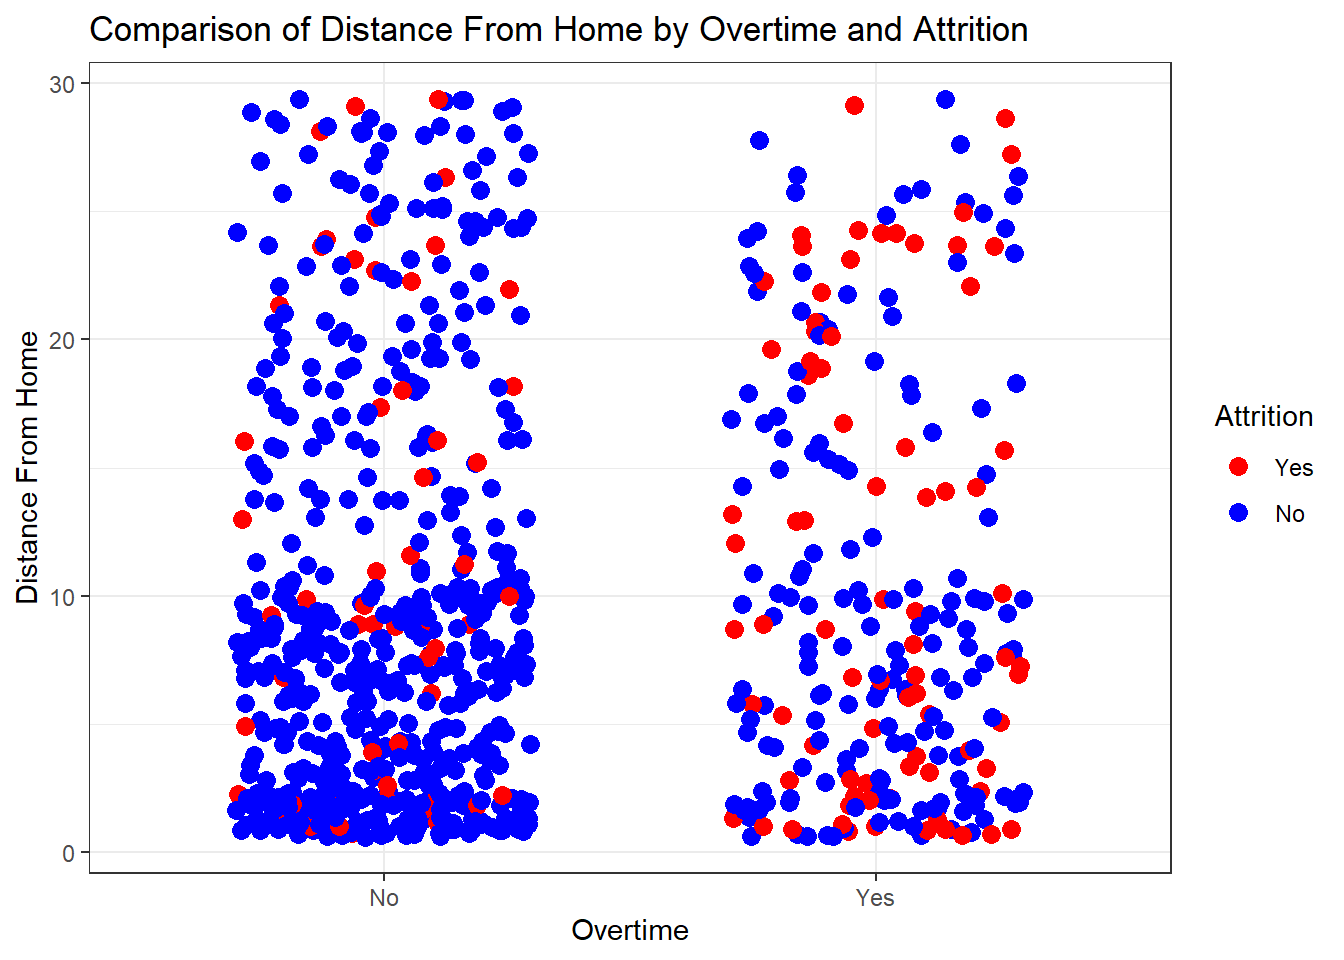 Comparison of Distance From Home by Overtime and Attrition
30
20
10
0
Distance From Home
No
Yes
Overtime
Attrition
Yes
No